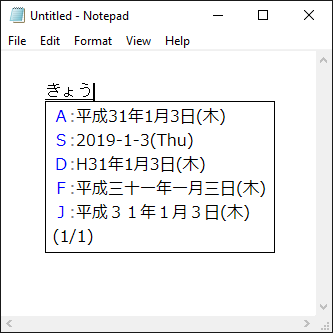 Untitled - Notepad
File Edit Format View Help
きょう
A:平成31年1月3日(木)
S:2019-1-3(Thu)
D:H31年1月3日(木)
F:平成三十一年一月三日(木)
J:平成３１年１月３日(木)
(1/1)